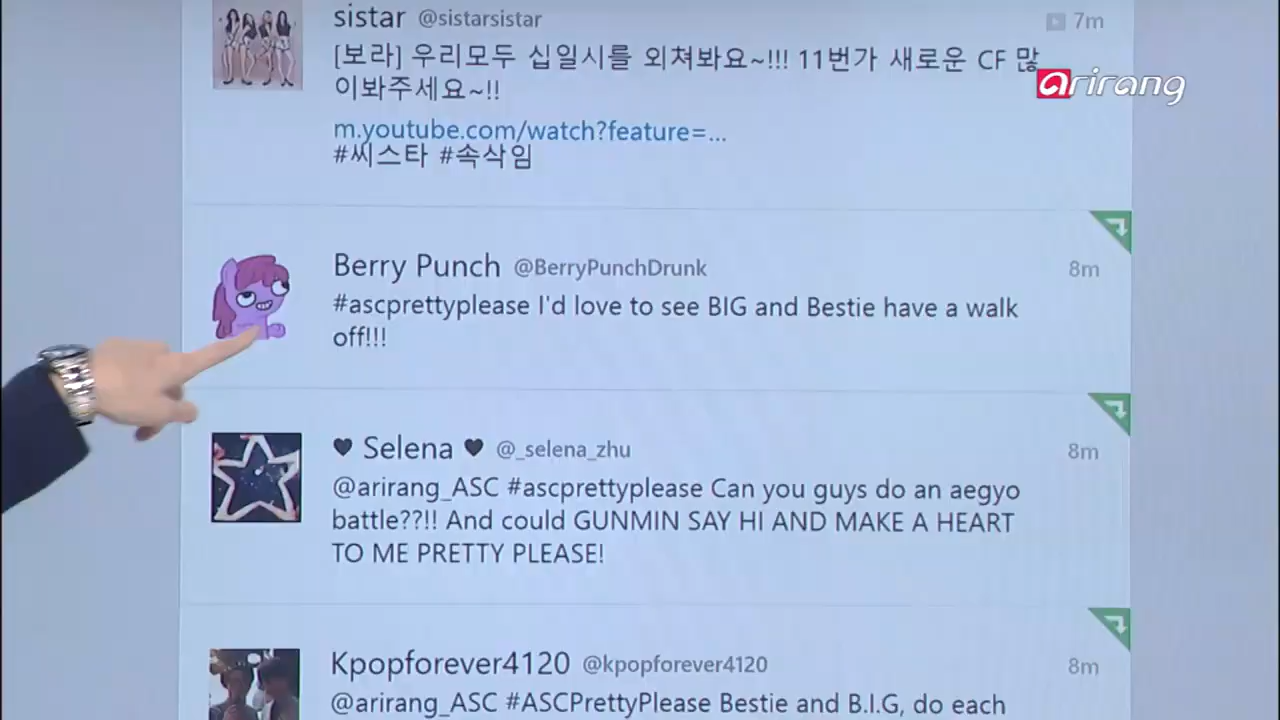 sistar @sistarsistar 7m
[보라] 우리모두 십일시를 외쳐봐요~!!! 11번가 새로운 CF 많
이봐주세요~!!
m.youtube.com/watch?feature=...
#씨스타 #속삭임
arirang
Berry Punch @BerryPunchDrunk 8m
#ascprettyplease I'd love to see BIG and Bestie have a walk
off!!!
♥ Selena ♥ @_selena_zhu 8m
@arirang_ASC #ascprettyplease Can you guys do an aegyo
battle??!! And could GUNMIN SAY HI AND MAKE A HEART
TO ME PRETTY PLEASE!
Kpopforever4120 @kpopforever4120 8m
@arirang_ASC #ASCPrettyPlease Bestie and B.I.G, do each